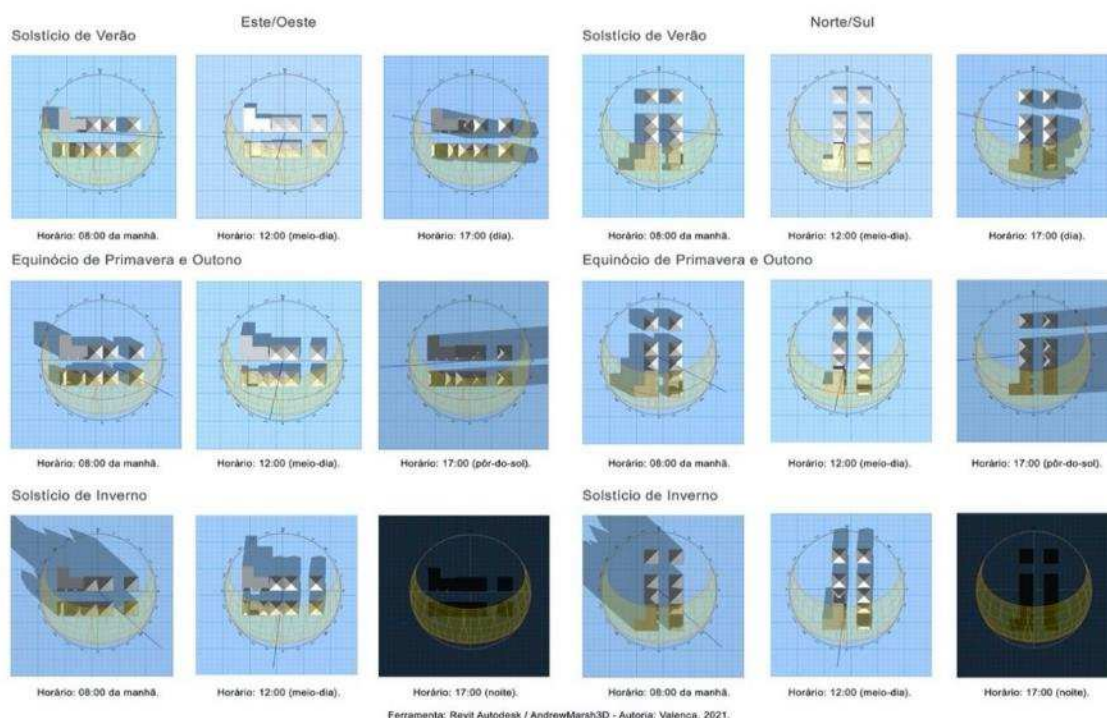 Este/Oeste
Norte/Sul
Solstício de Verão
Solstício de Verão
Horário: 08:00 da manhã.
Horário: 12:00 (meio-dia).
Horário: 17:00 (dia).
Horário: 08:00 da manhã.
Horário: 12:00 (meio-dia).
Horário: 17:00 (dia).
Equinócio de Primavera e Outono
Equinócio de Primavera e Outono
Horário: 08:00 da manhã.
Horário: 12:00 (meio-dia).
Horário: 17:00 (pôr-do-sol).
Horário: 08:00 da manhã.
Horário: 12:00 (meio-dia).
Horário: 17:00 (pôr-do-sol).
Solstício de Inverno
Solstício de Inverno
Horário: 08:00 da manhã.
Horário: 12:00 (meio-dia).
Horário: 17:00 (noite).
Horário: 08:00 da manhã.
Horário: 12:00 (meio-dia).
Horário: 17:00 (noite).
Ferramenta: Revit Autodesk / AndrewMarsh3D - Autoria: Valença, 2021.